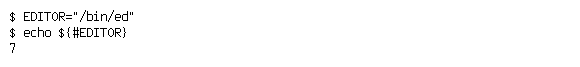 $ EDITOR="/bin/ed"
$ echo ${#EDITOR}
7